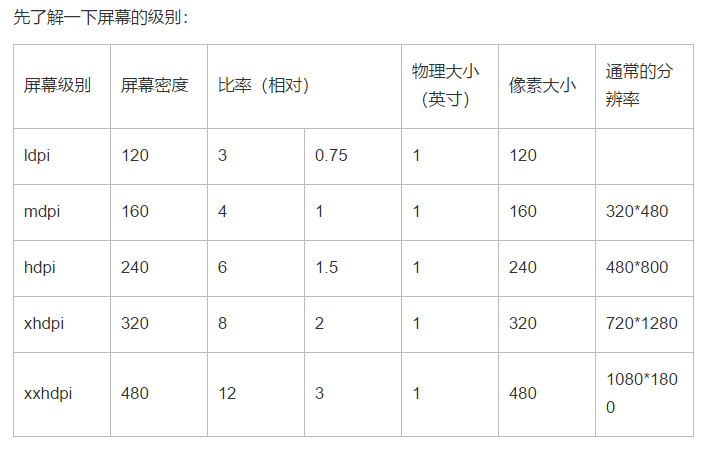 先了解一下屏幕的级别：
屏幕级别 屏幕密度 比率（相对） 物理大小（英寸） 像素大小 通常的分辨率
ldpi 120 3 0.75 1 120
mdpi 160 4 1 1 160 320*480
hdpi 240 6 1.5 1 240 480*800
xhdpi 320 8 2 1 320 720*1280
xxhdpi 480 12 3 1 480 1080*1800